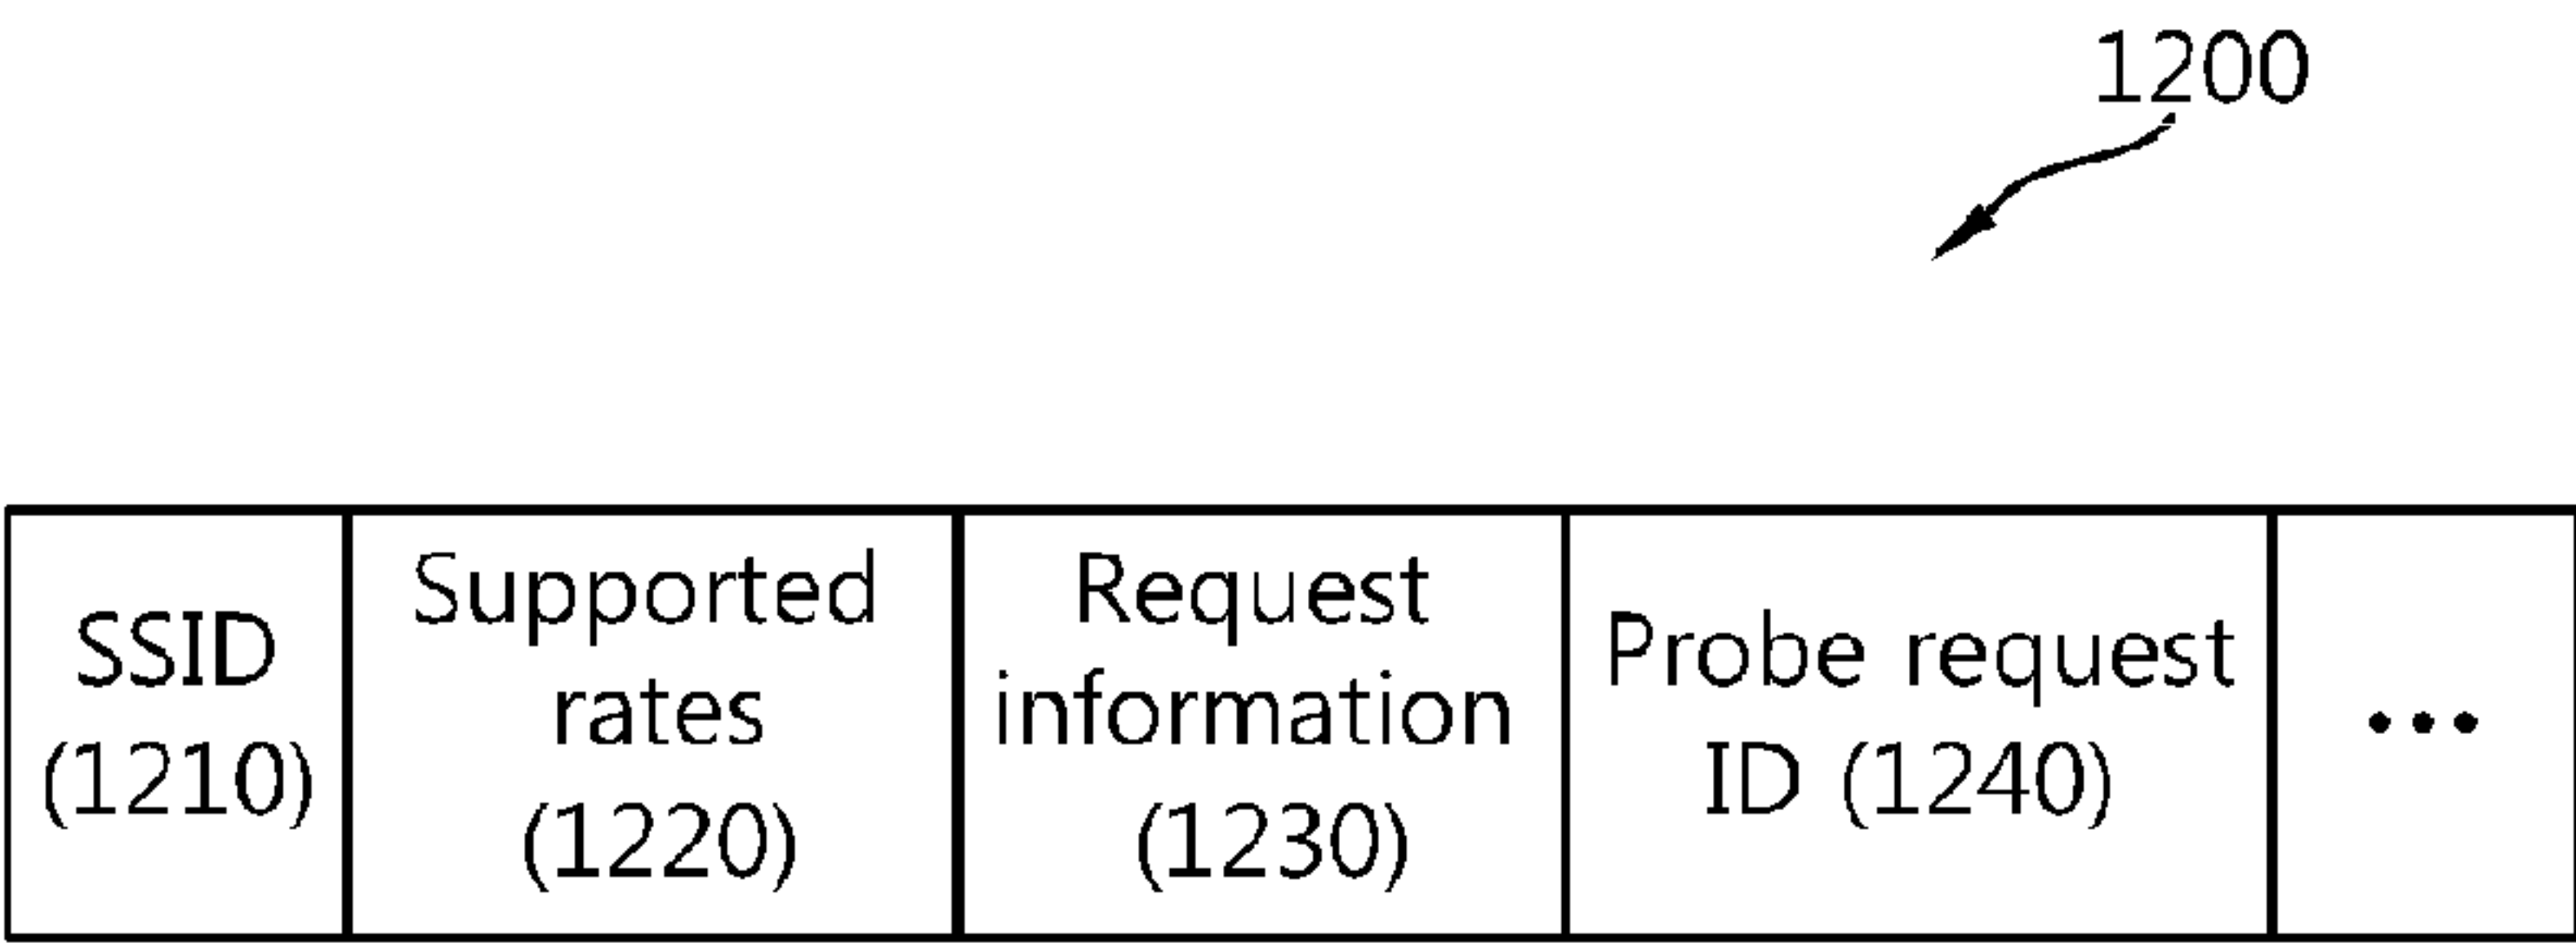 1200
SSID
(1210)
Supported
rates
(1220)
Request
information
(1230)
Probe request
ID (1240)
•••